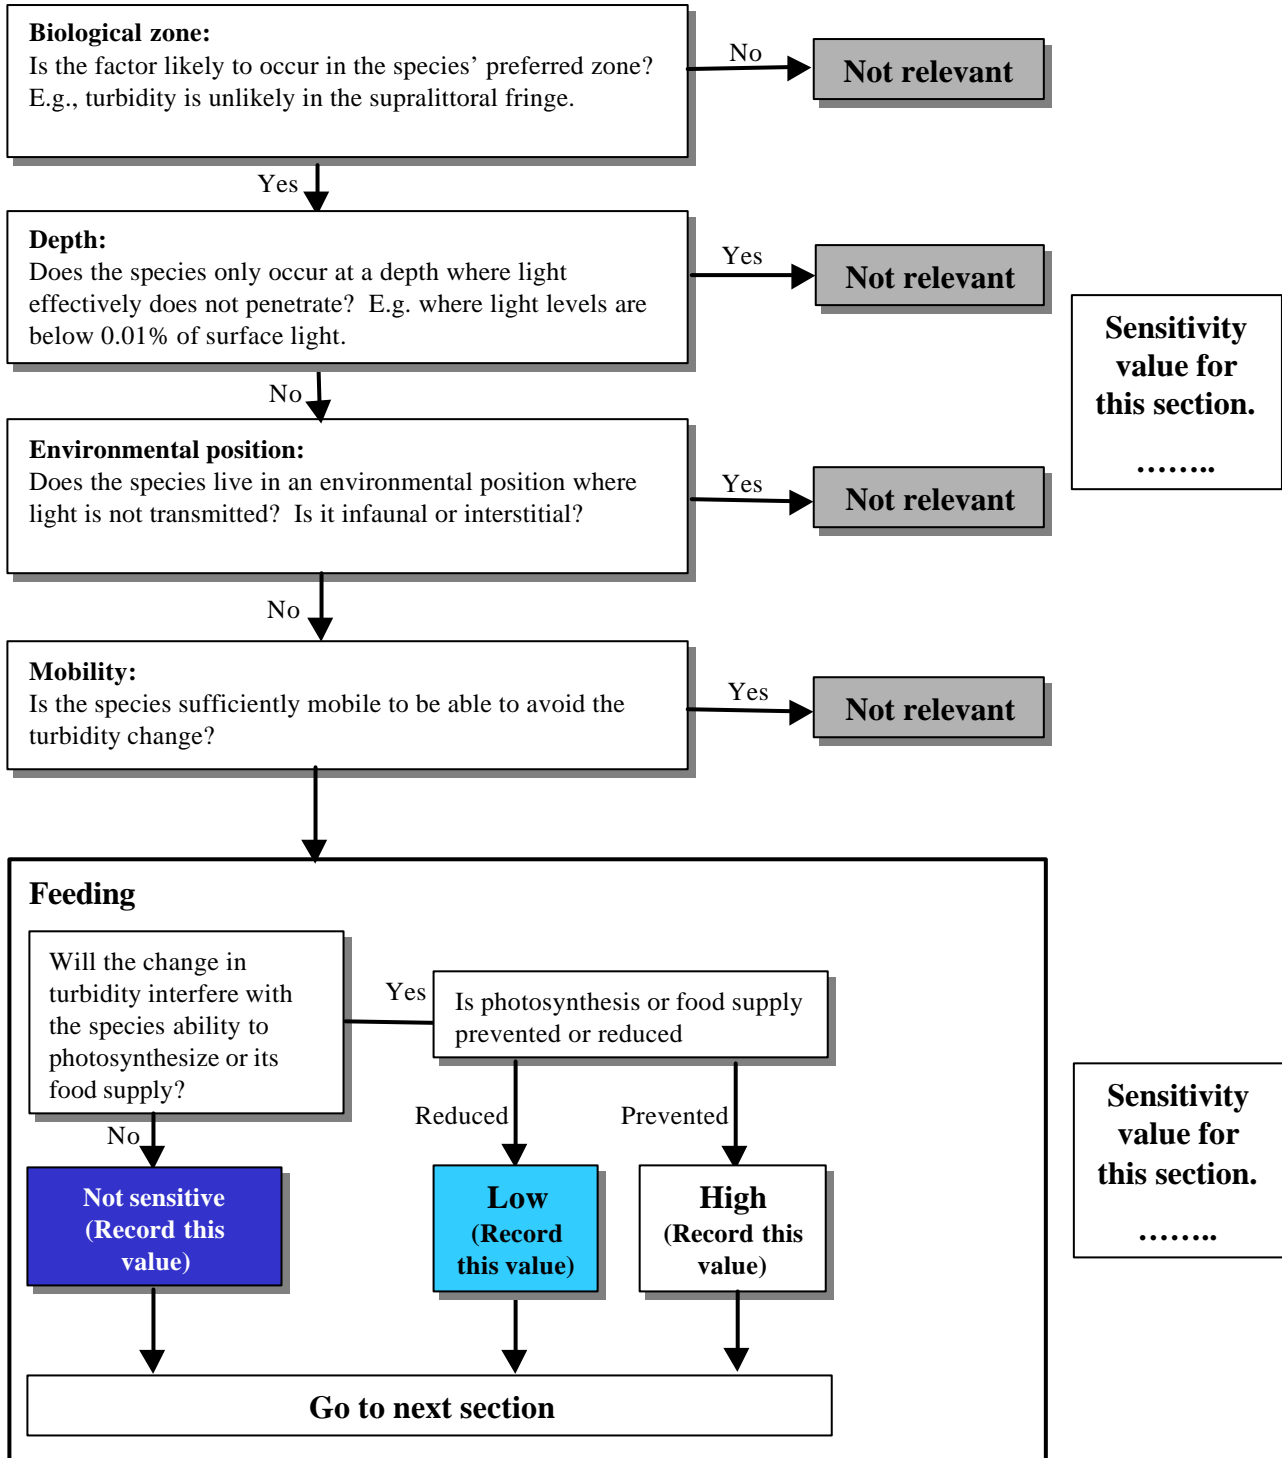 Biological zone:
Is the factor likely to occur in the species’ preferred zone?
E.g., turbidity is unlikely in the supralittoral fringe.
No
Not relevant
Yes
Depth:
Does the species only occur at a depth where light
effectively does not penetrate?  E.g. where light levels are
below 0.01% of surface light.
Yes
Not relevant
Sensitivity
value for
this section.
……..
No
Environmental position:
Does the species live in an environmental position where
light is not transmitted?  Is it infaunal or interstitial?
Yes
Not relevant
No
Mobility:
Is the species sufficiently mobile to be able to avoid the
turbidity change?
Yes
Not relevant
Feeding
Will the change in
turbidity interfere with
the species ability to
photosynthesize or its
food supply?
Yes
Is photosynthesis or food supply
prevented or reduced
No
Reduced
Prevented
Not sensitive
(Record this
value)
Low
(Record
this value)
High
(Record this
value)
Sensitivity
value for
this section.
……..
Go to next section